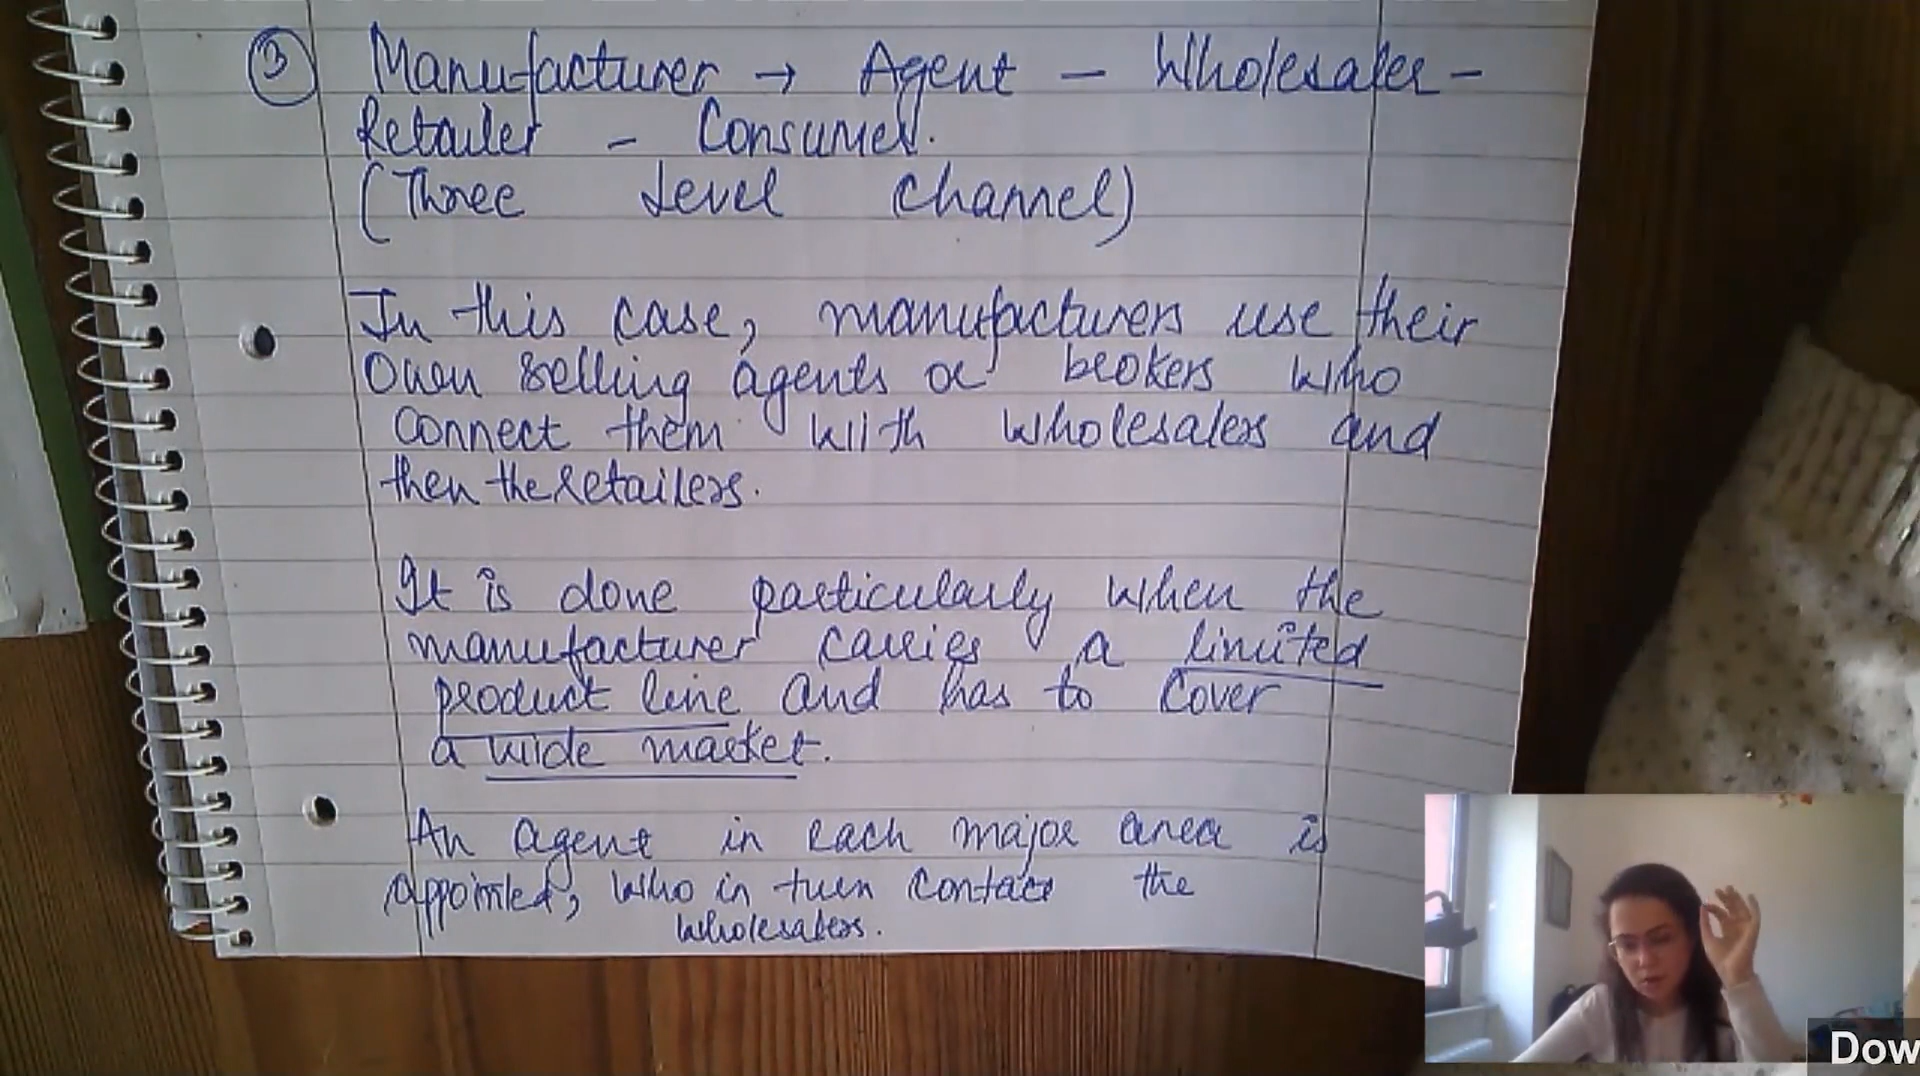 ③ Manufacturer → Agent – Wholesaler –
Retailer – Consumer.
(Three Level Channel)
In this case, manufacturers use their
Own selling agents or brokers who
connect them with wholesalers and
then the retailers.
It is done particularly when the
manufacturer carries a limited
product line and has to cover
a wide market.
An agent in each major area is
appointed, who in turn contact the
wholesalers.
Dow